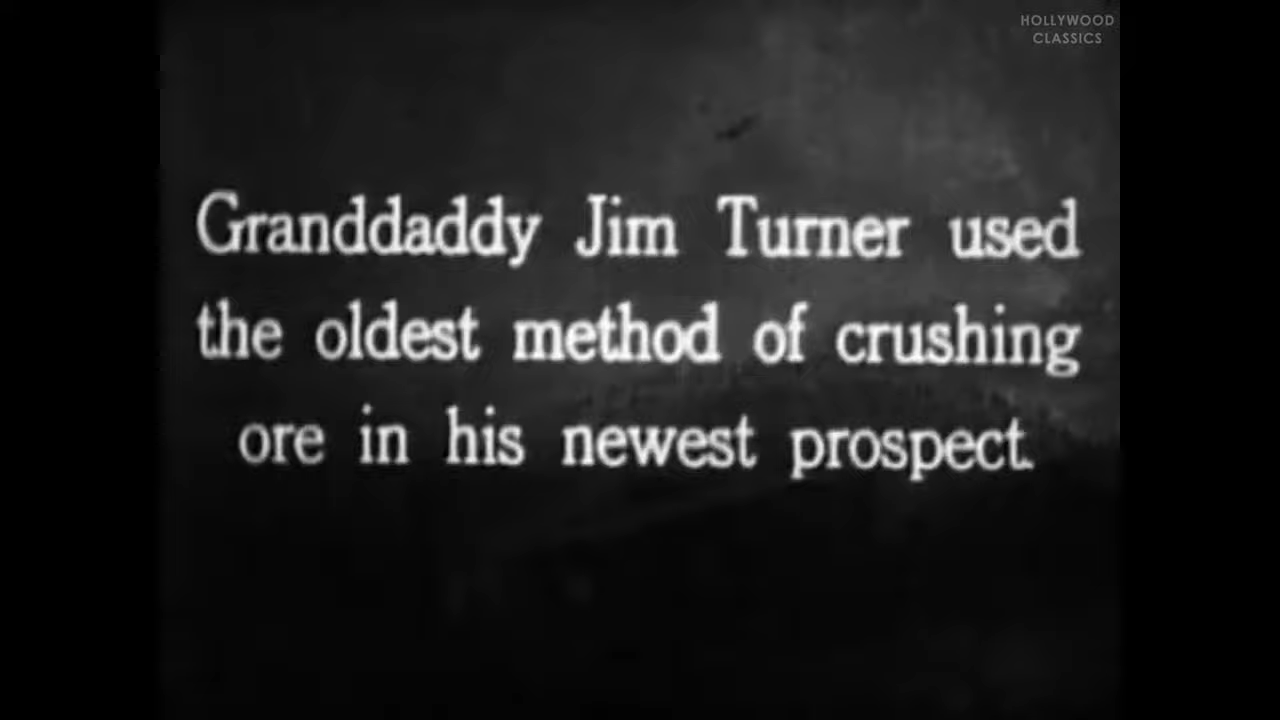 HOLLYWOOD
CLASSICS
Granddaddy Jim Turner used
the oldest method of crushing
ore in his newest prospect.